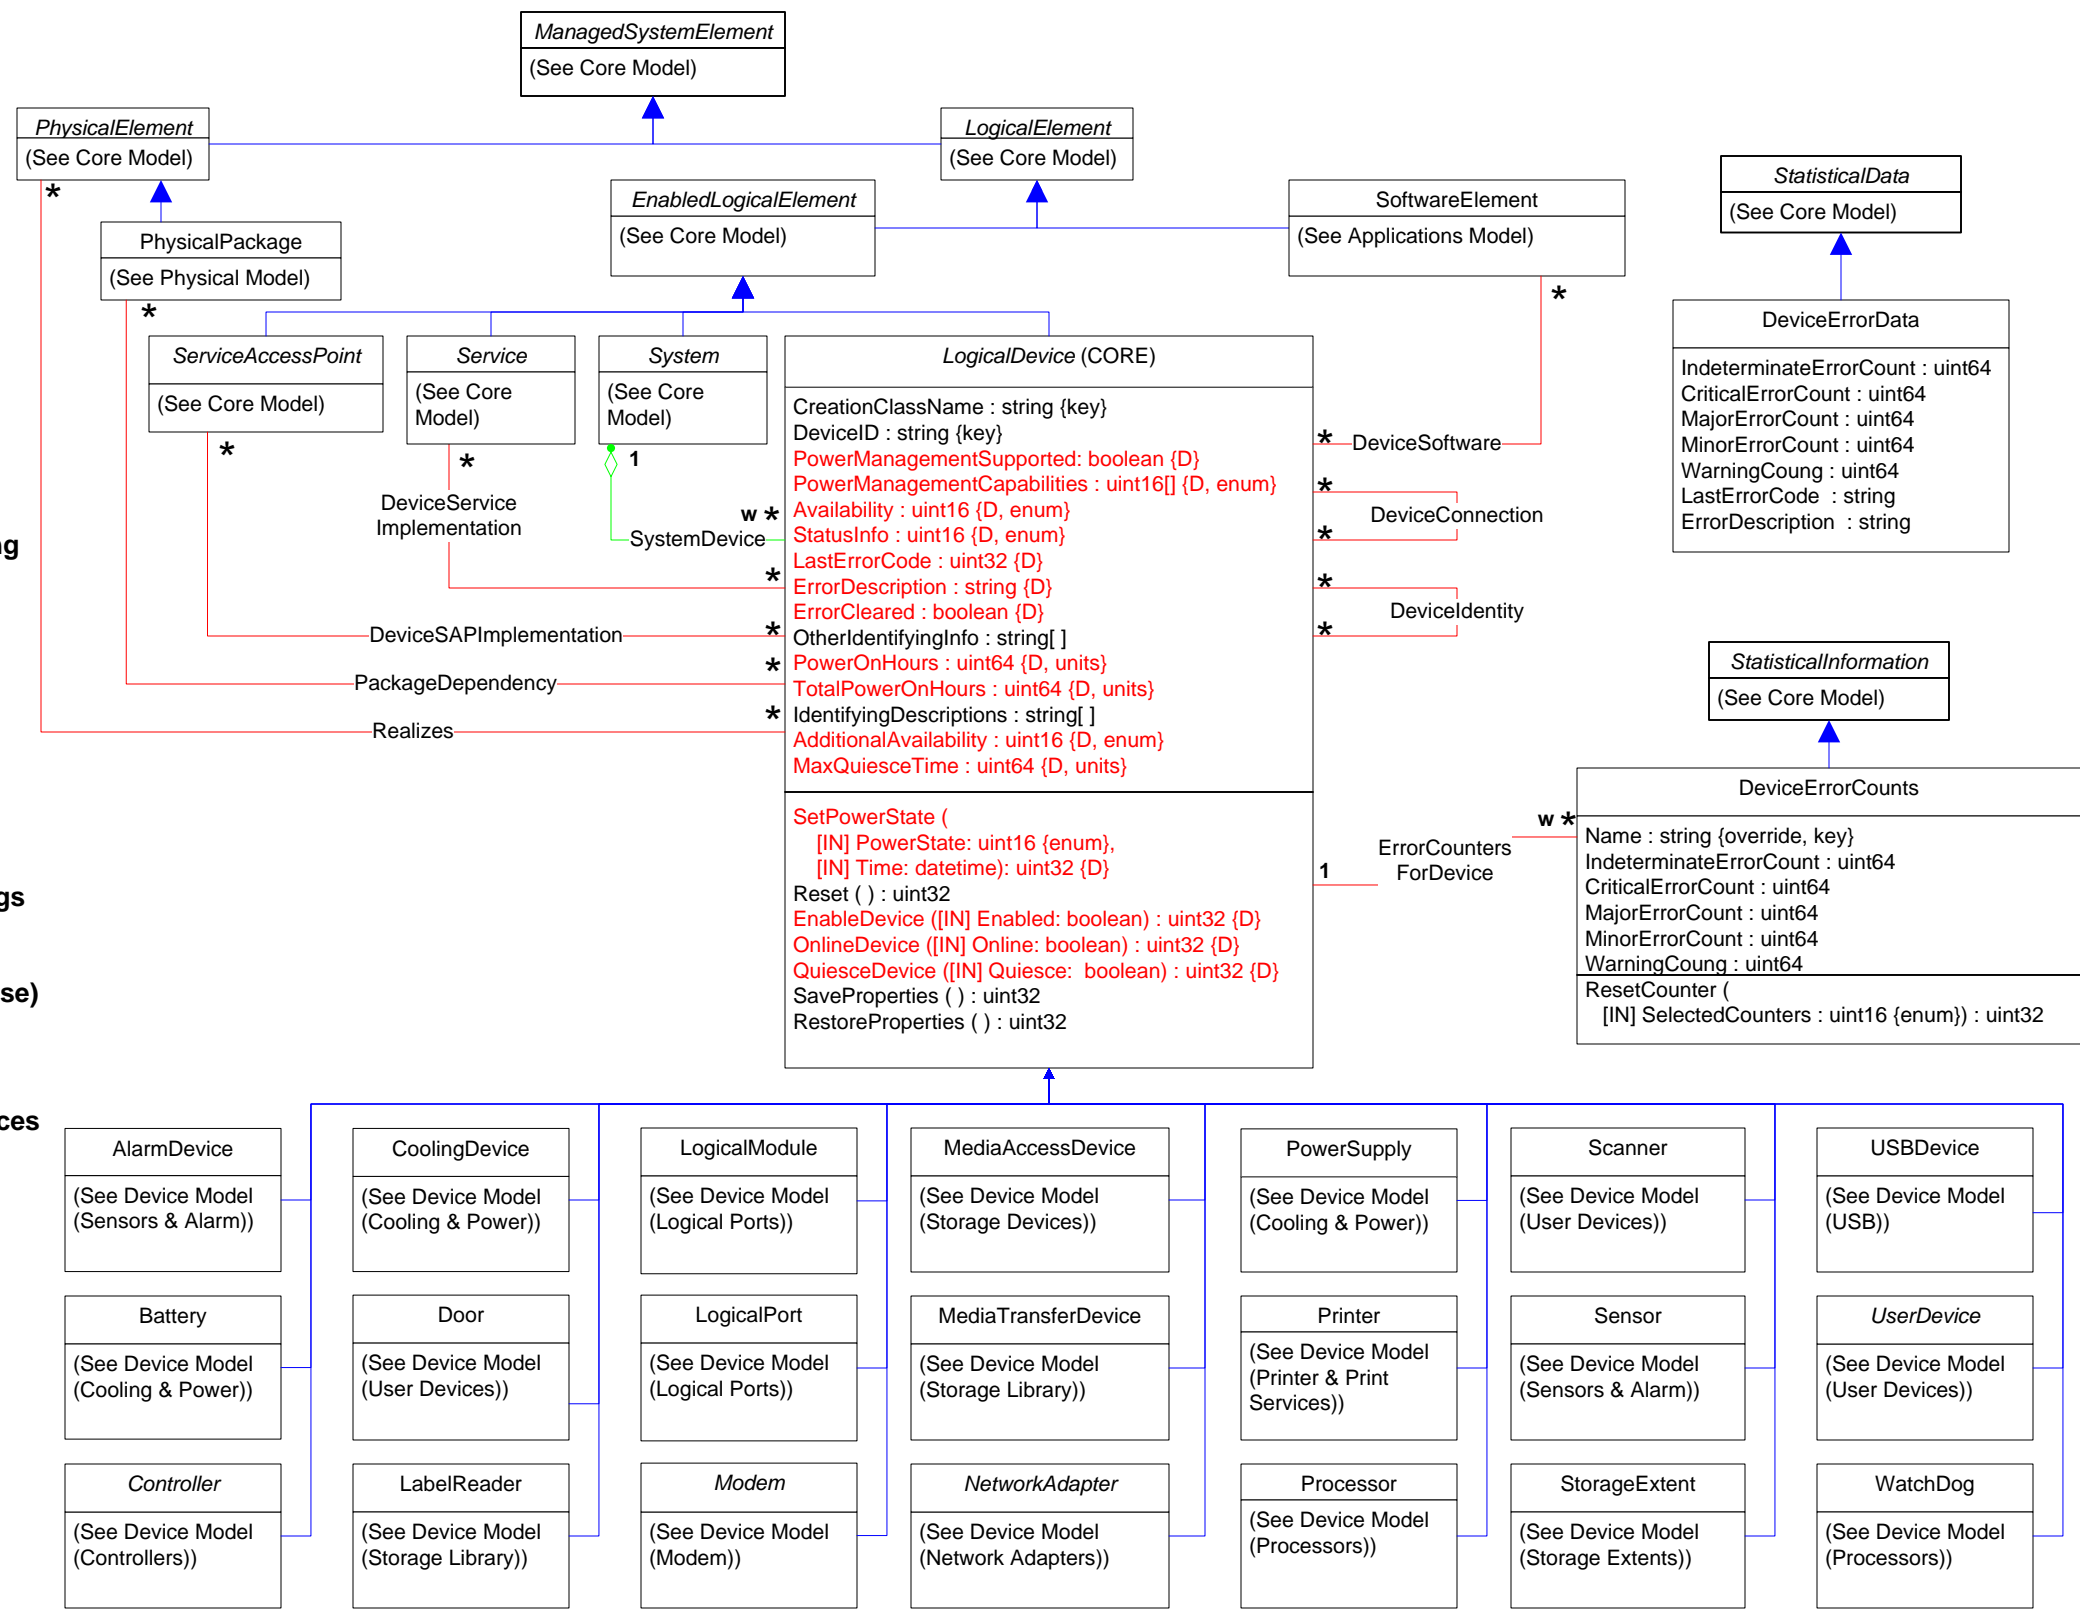 ManagedSystemElement
(See Core Model)
PhysicalElement
(See Core Model)
LogicalElement
(See Core Model)
*
PhysicalPackage
(See Physical Model)
*
EnabledLogicalElement
(See Core Model)
SoftwareElement
(See Applications Model)
*
StatisticalData
(See Core Model)
DeviceErrorData
IndeterminateErrorCount : uint64
CriticalErrorCount : uint64
MajorErrorCount : uint64
MinorErrorCount : uint64
WarningCoung : uint64
LastErrorCode : string
ErrorDescription : string
ServiceAccessPoint
(See Core Model)
*
Service
(See Core
Model)
*
System
(See Core
Model)
1
LogicalDevice (CORE)
CreationClassName : string {key}
DeviceID : string {key}
PowerManagementSupported: boolean {D}
PowerManagementCapabilities : uint16[] {D, enum}
Availability : uint16 {D, enum}
StatusInfo : uint16 {D, enum}
LastErrorCode : uint32 {D}
ErrorDescription : string {D}
ErrorCleared : boolean {D}
OtherIdentifyingInfo : string[ ]
PowerOnHours : uint64 {D, units}
TotalPowerOnHours : uint64 {D, units}
IdentifyingDescriptions : string[ ]
AdditionalAvailability : uint16 {D, enum}
MaxQuiesceTime : uint64 {D, units}
SetPowerState (
[IN] PowerState: uint16 {enum},
[IN] Time: datetime): uint32 {D}
Reset ( ) : uint32
EnableDevice ([IN] Enabled: boolean) : uint32 {D}
OnlineDevice ([IN] Online: boolean) : uint32 {D}
QuiesceDevice ([IN] Quiesce: boolean) : uint32 {D}
SaveProperties ( ) : uint32
RestoreProperties ( ) : uint32
DeviceService
Implementation
*
w *
SystemDevice
DeviceSAPImplementation
*
PackageDependency
*
Realizes
*
*
DeviceSoftware
*
DeviceConnection
*
*
DeviceIdentity
*
ng
gs
se)
ces
StatisticalInformation
(See Core Model)
DeviceErrorCounts
Name : string {override, key}
IndeterminateErrorCount : uint64
CriticalErrorCount : uint64
MajorErrorCount : uint64
MinorErrorCount : uint64
WarningCoung : uint64
ResetCounter (
[IN] SelectedCounters : uint16 {enum}) : uint32
w *
ErrorCounters
ForDevice
1
AlarmDevice
(See Device Model
(Sensors & Alarm))
CoolingDevice
(See Device Model
(Cooling & Power))
LogicalModule
(See Device Model
(Logical Ports))
MediaAccessDevice
(See Device Model
(Storage Devices))
PowerSupply
(See Device Model
(Cooling & Power))
Scanner
(See Device Model
(User Devices))
USBDevice
(See Device Model
(USB))
Battery
(See Device Model
(Cooling & Power))
Door
(See Device Model
(User Devices))
LogicalPort
(See Device Model
(Logical Ports))
MediaTransferDevice
(See Device Model
(Storage Library))
Printer
(See Device Model
(Printer & Print
Services))
Sensor
(See Device Model
(Sensors & Alarm))
UserDevice
(See Device Model
(User Devices))
Controller
(See Device Model
(Controllers))
LabelReader
(See Device Model
(Storage Library))
Modem
(See Device Model
(Modem))
NetworkAdapter
(See Device Model
(Network Adapters))
Processor
(See Device Model
(Processors))
StorageExtent
(See Device Model
(Storage Extents))
WatchDog
(See Device Model
(Processors))